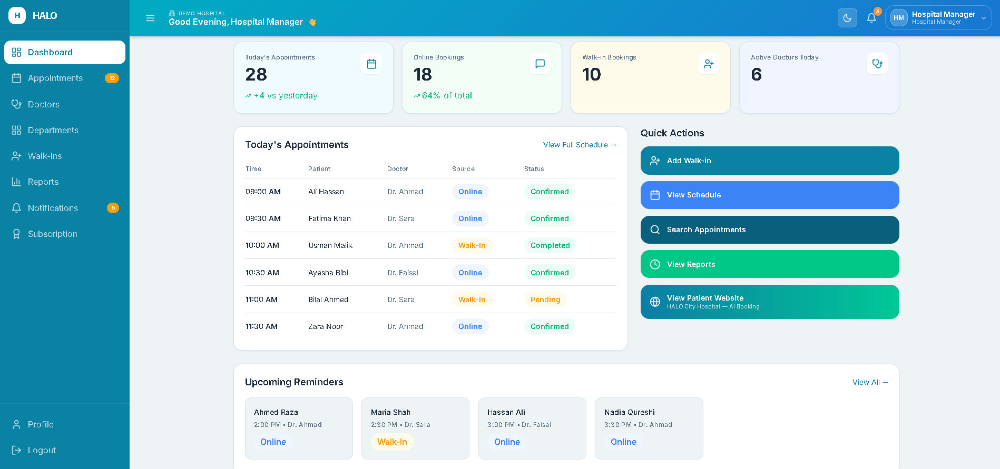 H HALO
DEMO HOSPITAL
Good Evening, Hospital Manager 👋
5
HM
Hospital Manager
Hospital Manager
Dashboard
Appointments 12
Doctors
Departments
Walk-ins
Reports
Notifications 5
Subscription
Profile
Logout
Today's Appointments
28
+4 vs yesterday
Online Bookings
18
64% of total
Walk-in Bookings
10
Active Doctors Today
6
Today's Appointments
View Full Schedule →
Time Patient Doctor Source Status
09:00 AM Ali Hassan Dr. Ahmad Online Confirmed
09:30 AM Fatima Khan Dr. Sara Online Confirmed
10:00 AM Usman Malik Dr. Ahmad Walk-In Completed
10:30 AM Ayesha Bibi Dr. Faisal Online Confirmed
11:00 AM Bilal Ahmed Dr. Sara Walk-In Pending
11:30 AM Zara Noor Dr. Ahmad Online Confirmed
Quick Actions
Add Walk-in
View Schedule
Search Appointments
View Reports
View Patient Website
HALO City Hospital — AI Booking
Upcoming Reminders
View All →
Ahmed Raza
2:00 PM • Dr. Ahmad
Online
Maria Shah
2:30 PM • Dr. Sara
Walk-In
Hassan Ali
3:00 PM • Dr. Faisal
Online
Nadia Qureshi
3:30 PM • Dr. Ahmad
Online